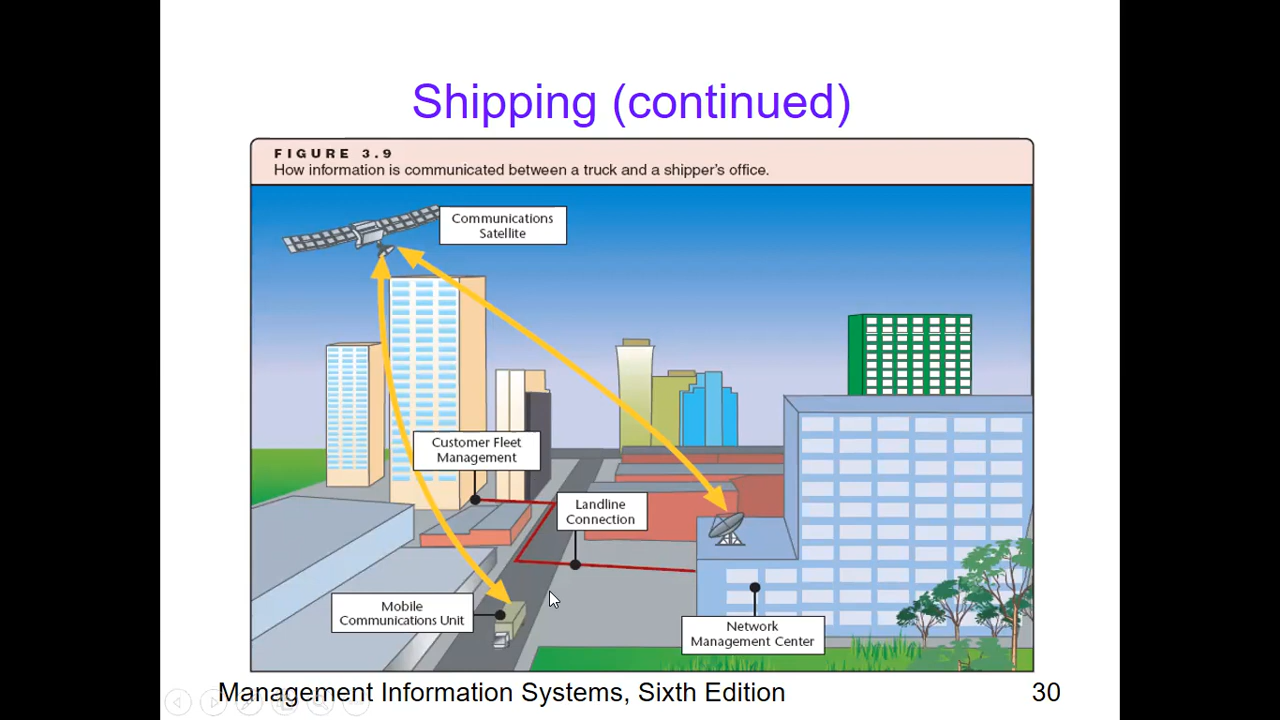 Shipping (continued)
FIGURE 3.9
How information is communicated between a truck and a shipper's office.
Communications
Satellite
Customer Fleet
Management
Landline
Connection
Mobile
Communications Unit
Network
Management Center
Management Information Systems, Sixth Edition
30